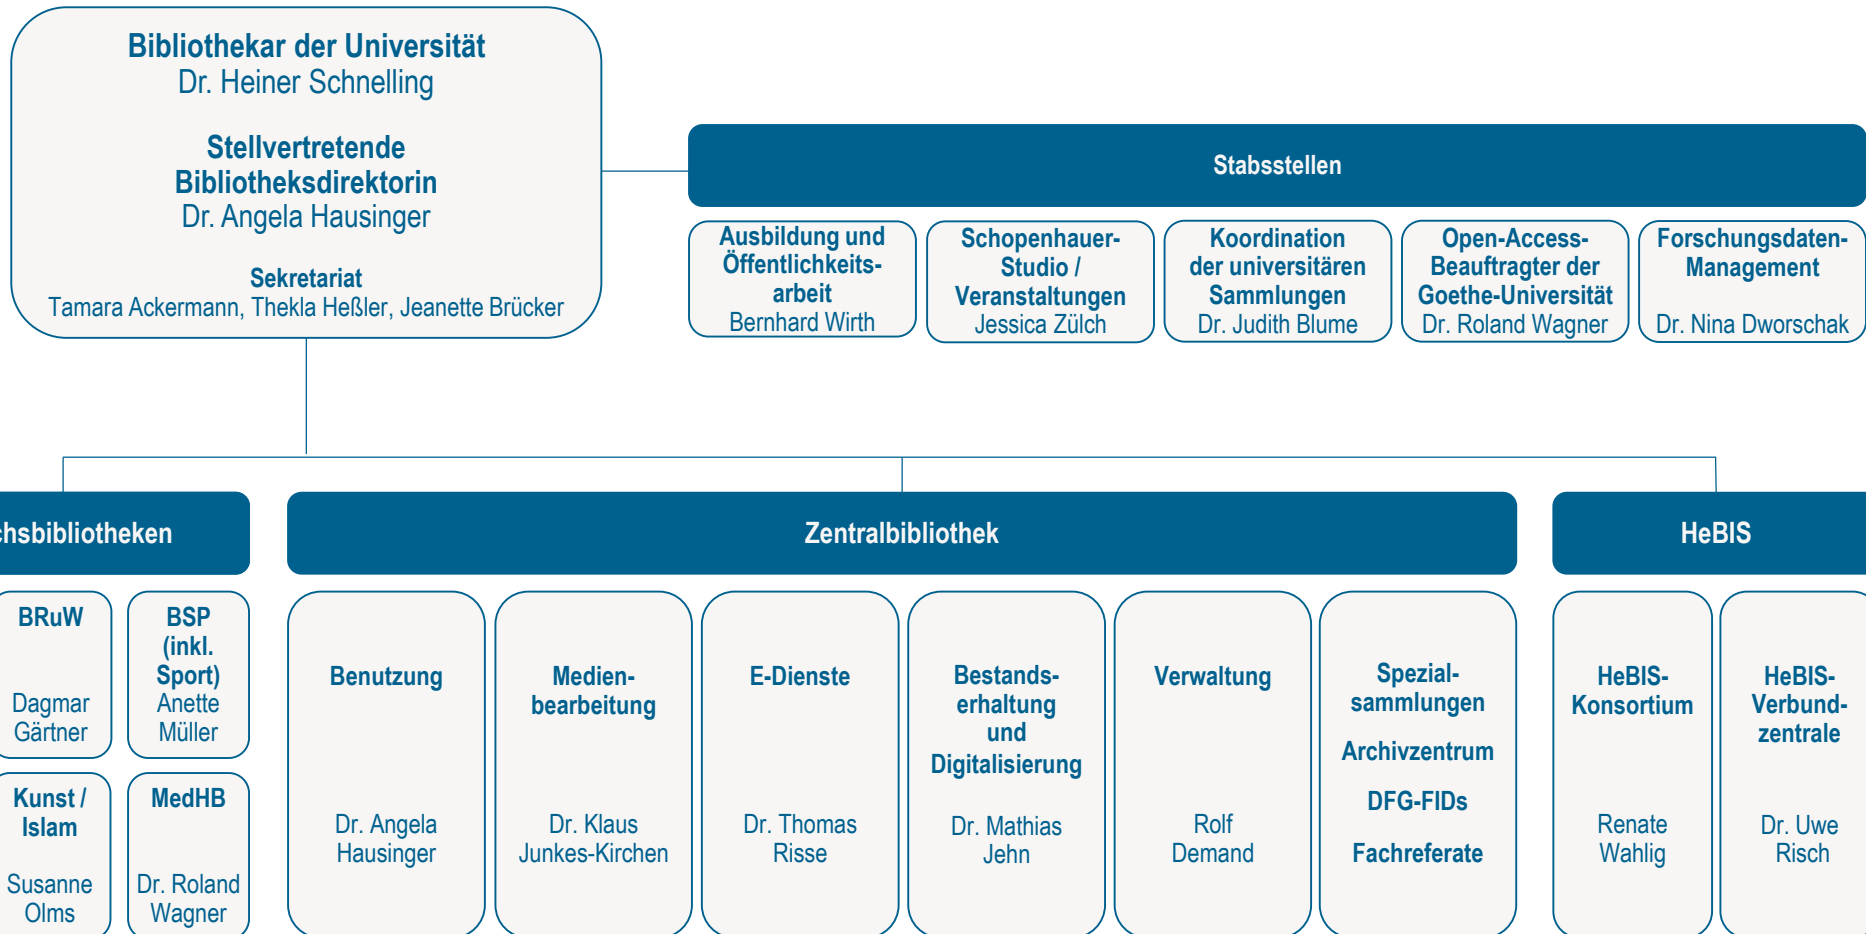 Bibliothekar der Universität
Dr. Heiner Schnelling
Stellvertretende
Bibliotheksdirektorin
Dr. Angela Hausinger
Sekretariat
Tamara Ackermann, Thekla Heßler, Jeanette Brücker
Stabsstellen
Ausbildung und
Öffentlichkeits-
arbeit
Bernhard Wirth
Schopenhauer-
Studio /
Veranstaltungen
Jessica Zülch
Koordination
der universitären
Sammlungen
Dr. Judith Blume
Open-Access-
Beauftragter der
Goethe-Universität
Dr. Roland Wagner
Forschungsdaten-
Management
Dr. Nina Dworschak
chsbibliotheken
BRuW
Dagmar
Gärtner
BSP
(inkl.
Sport)
Anette
Müller
Kunst /
Islam
Susanne
Olms
MedHB
Dr. Roland
Wagner
Zentralbibliothek
Benutzung
Dr. Angela
Hausinger
Medien-
bearbeitung
Dr. Klaus
Junkes-Kirchen
E-Dienste
Dr. Thomas
Risse
Bestands-
erhaltung
und
Digitalisierung
Dr. Mathias
Jehn
Verwaltung
Rolf
Demand
Spezial-
sammlungen
Archivzentrum
DFG-FIDs
Fachreferate
HeBIS
HeBIS-
Konsortium
Renate
Wahlig
HeBIS-
Verbund-
zentrale
Dr. Uwe
Risch